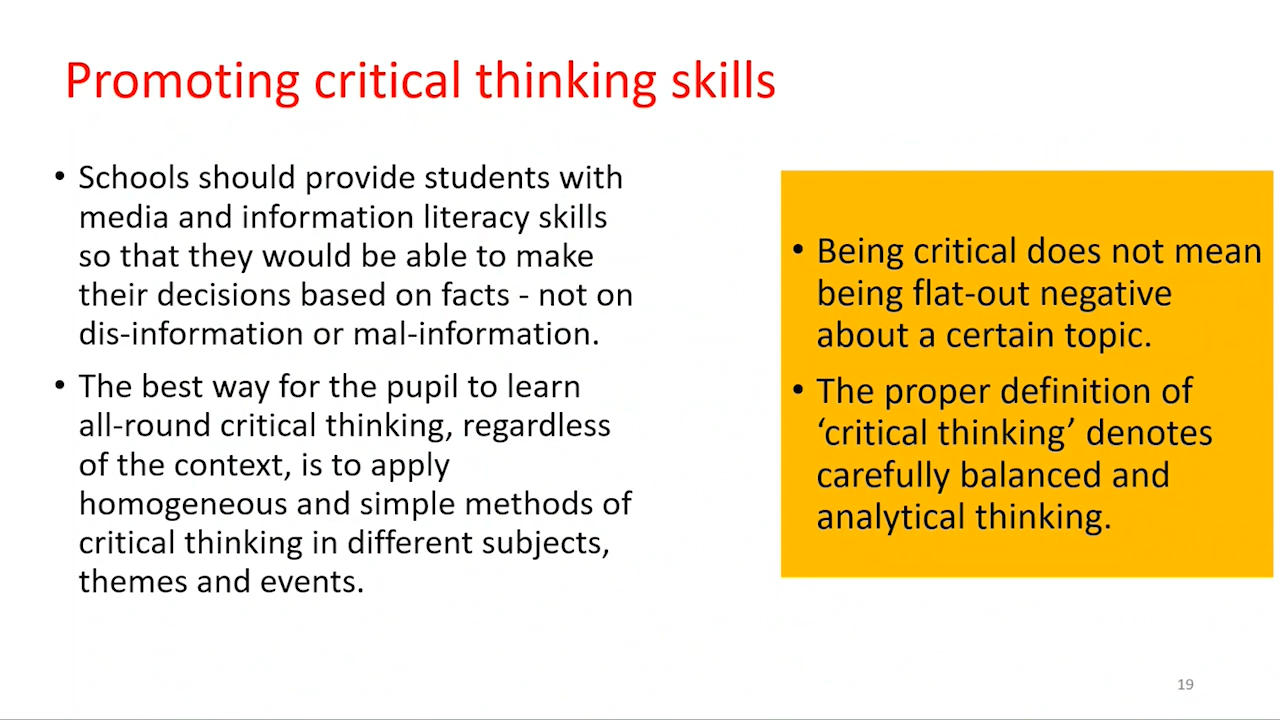 Promoting critical thinking skills
• Schools should provide students with
media and information literacy skills
so that they would be able to make
their decisions based on facts - not on
dis-information or mal-information.
• The best way for the pupil to learn
all-round critical thinking, regardless
of the context, is to apply
homogeneous and simple methods of
critical thinking in different subjects,
themes and events.
• Being critical does not mean
being flat-out negative
about a certain topic.
• The proper definition of
‘critical thinking’ denotes
carefully balanced and
analytical thinking.
19